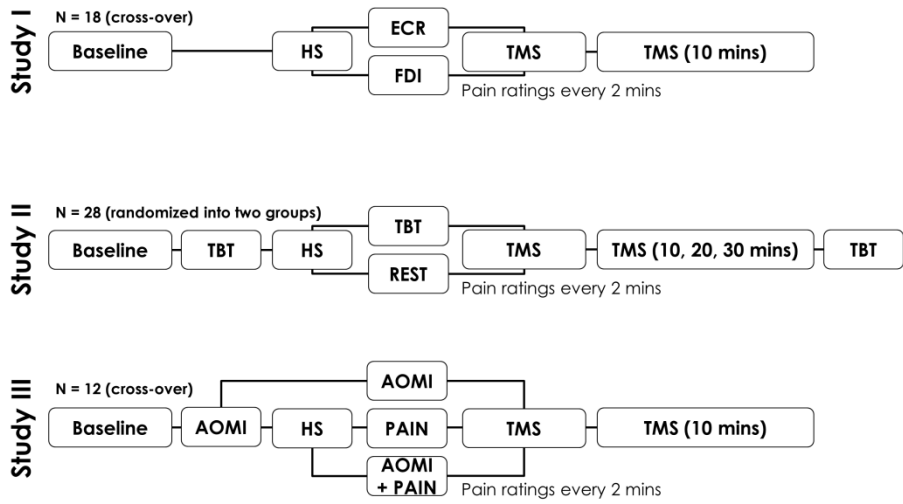 Study I
N = 18 (cross-over)
Baseline
HS
ECR
FDI
TMS
TMS (10 mins)
Pain ratings every 2 mins
Study II
N = 28 (randomized into two groups)
Baseline
TBT
HS
TBT
REST
TMS
TMS (10, 20, 30 mins)
TBT
Pain ratings every 2 mins
Study III
N = 12 (cross-over)
Baseline
AOMI
HS
AOMI
PAIN
AOMI
+ PAIN
TMS
TMS (10 mins)
Pain ratings every 2 mins